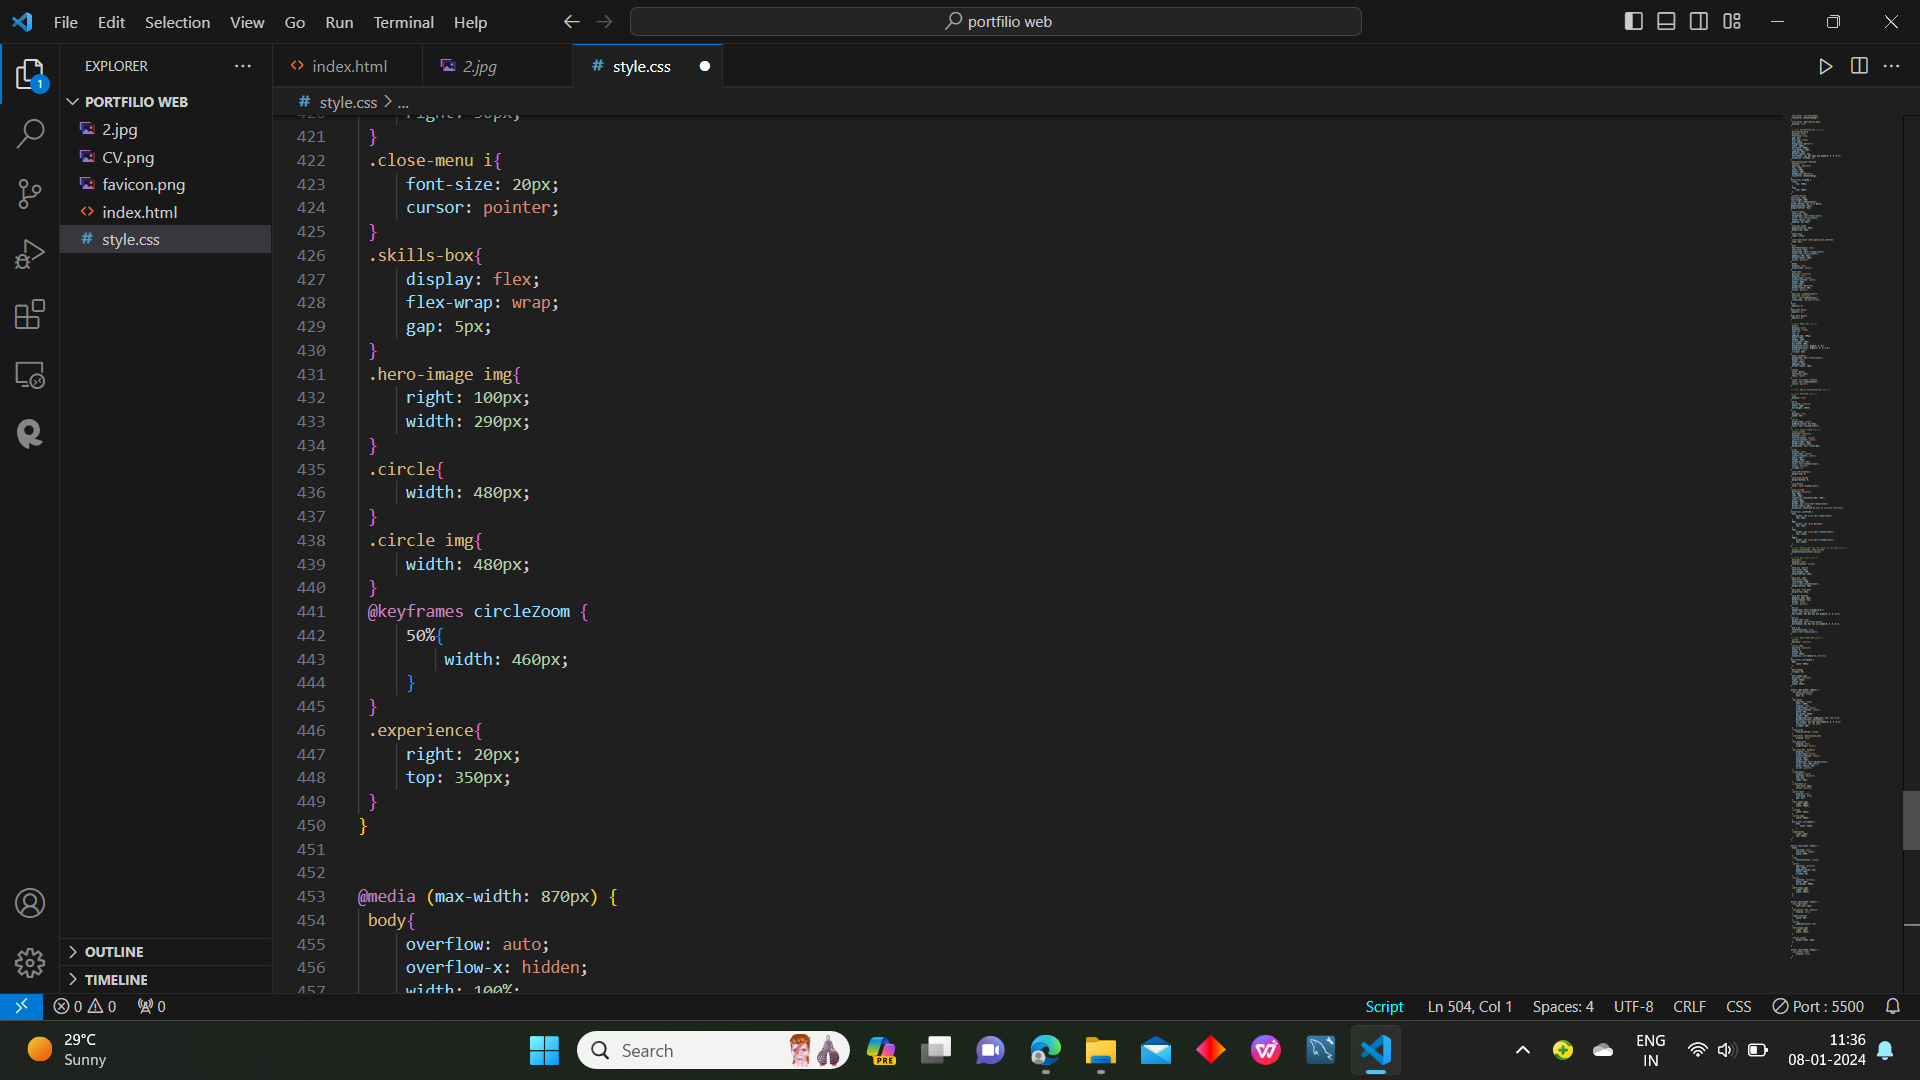 File Edit Selection View Go Run Terminal Help
portfilio web
EXPLORER
PORTFILIO WEB
2.jpg
CV.png
favicon.png
index.html
style.css
OUTLINE
TIMELINE
1
index.html
2.jpg
# style.css
# style.css > ...
421 }
422 .close-menu i{
423 font-size: 20px;
424 cursor: pointer;
425 }
426 .skills-box{
427 display: flex;
428 flex-wrap: wrap;
429 gap: 5px;
430 }
431 .hero-image img{
432 right: 100px;
433 width: 290px;
434 }
435 .circle{
436 width: 480px;
437 }
438 .circle img{
439 width: 480px;
440 }
441 @keyframes circleZoom {
442 50%{
443 width: 460px;
444 }
445 }
446 .experience{
447 right: 20px;
448 top: 350px;
449 }
450 }
451
452
453 @media (max-width: 870px) {
454 body{
455 overflow: auto;
456 overflow-x: hidden;
457 width: 100%;
0 0 0
Script Ln 504, Col 1 Spaces: 4 UTF-8 CRLF CSS Port : 5500
29°C
Sunny
Search
PRE
ENG
IN
11:36
08-01-2024